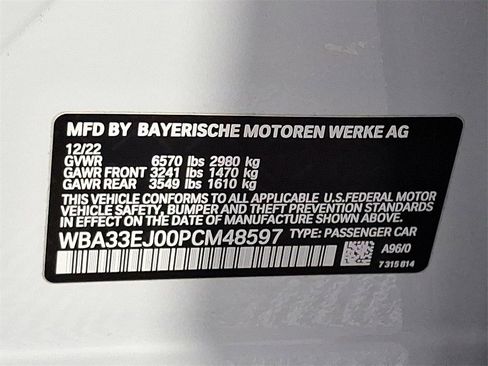 MFD BY BAYERISCHE MOTOREN WERKE AG
12/22
GVWR 6570 lbs 2980 kg
GAWR FRONT 3241 lbs 1470 kg
GAWR REAR 3549 lbs 1610 kg
THIS VEHICLE CONFORMS TO ALL APPLICABLE U.S.FEDERAL MOTOR
VEHICLE SAFETY, BUMPER, AND THEFT PREVENTION STANDARDS
IN EFFECT ON THE DATE OF MANUFACTURE SHOWN ABOVE.
WBA33EJ00PCM48597 TYPE: PASSENGER CAR
A96/0
7 315 814